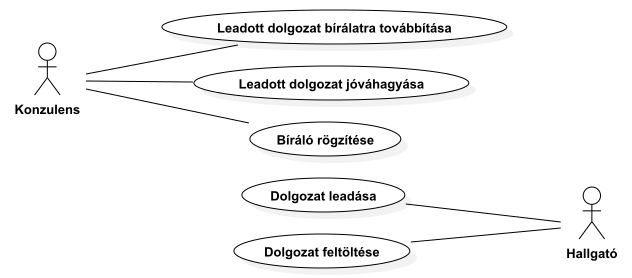 Leadott dolgozat bírálatra továbbítása
Leadott dolgozat jóváhagyása
Konzulens
Bíráló rögzítése
Dolgozat leadása
Dolgozat feltöltése
Hallgató